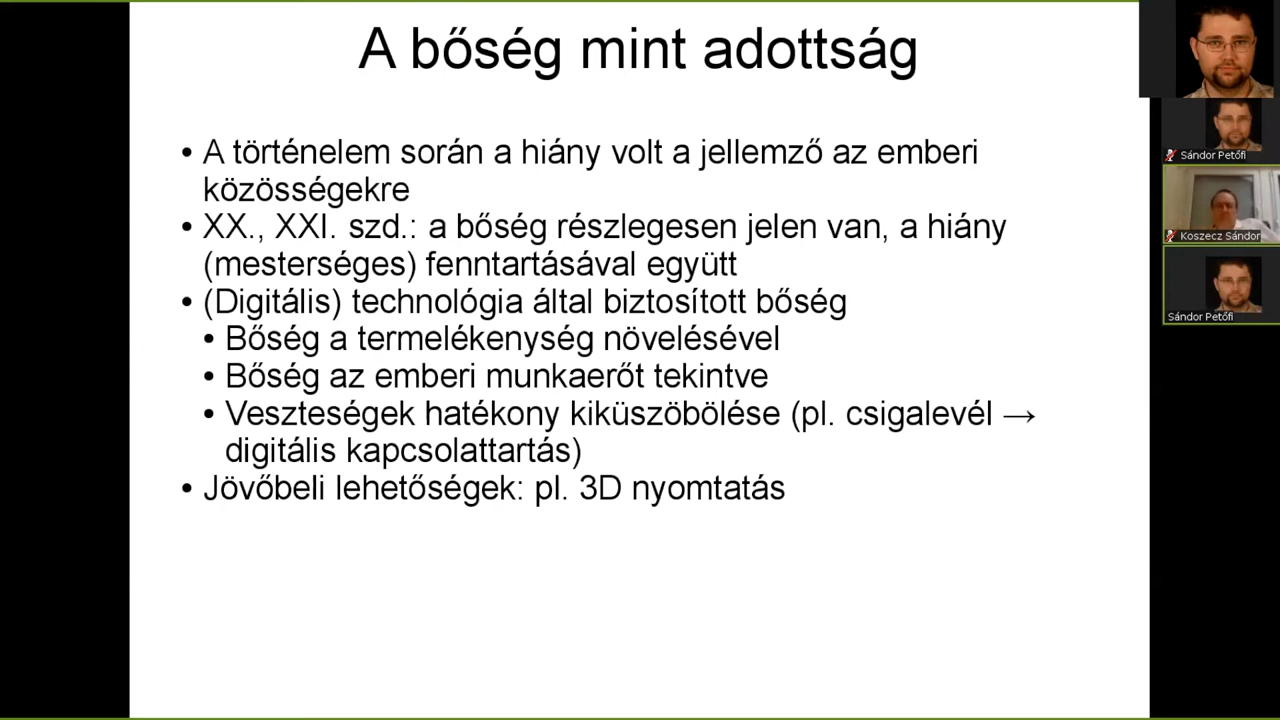 A bőség mint adottság
• A történelem során a hiány volt a jellemző az emberi
közösségekre
• XX., XXI. szd.: a bőség részlegesen jelen van, a hiány
(mesterséges) fenntartásával együtt
• (Digitális) technológia által biztosított bőség
• Bőség a termelékenység növelésével
• Bőség az emberi munkaerőt tekintve
• Veszteségek hatékony kiküszöbölése (pl. csigalevél →
digitális kapcsolattartás)
• Jövőbeli lehetőségek: pl. 3D nyomtatás
Sándor Petőfi
Koszecz Sándor
Sándor Petőfi